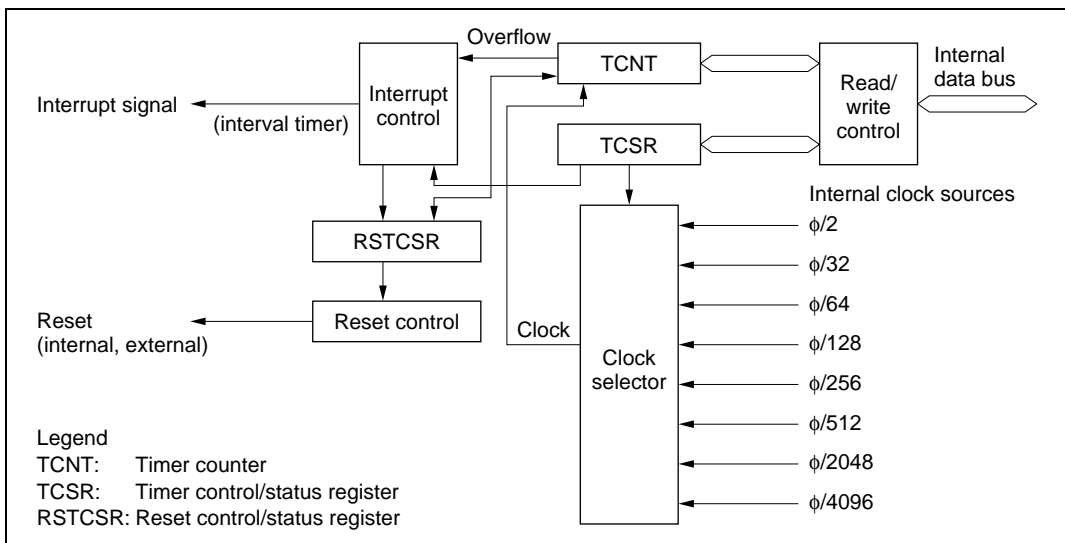 Overflow
TCNT
Internal
data bus
Read/
write
control
Interrupt
control
Interrupt signal
(interval timer)
TCSR
Internal clock sources
RSTCSR
ϕ/2
ϕ/32
ϕ/64
Reset control
Reset
(internal, external)
Clock
ϕ/128
Clock
selector
ϕ/256
ϕ/512
ϕ/2048
ϕ/4096
Legend
TCNT: Timer counter
TCSR: Timer control/status register
RSTCSR: Reset control/status register